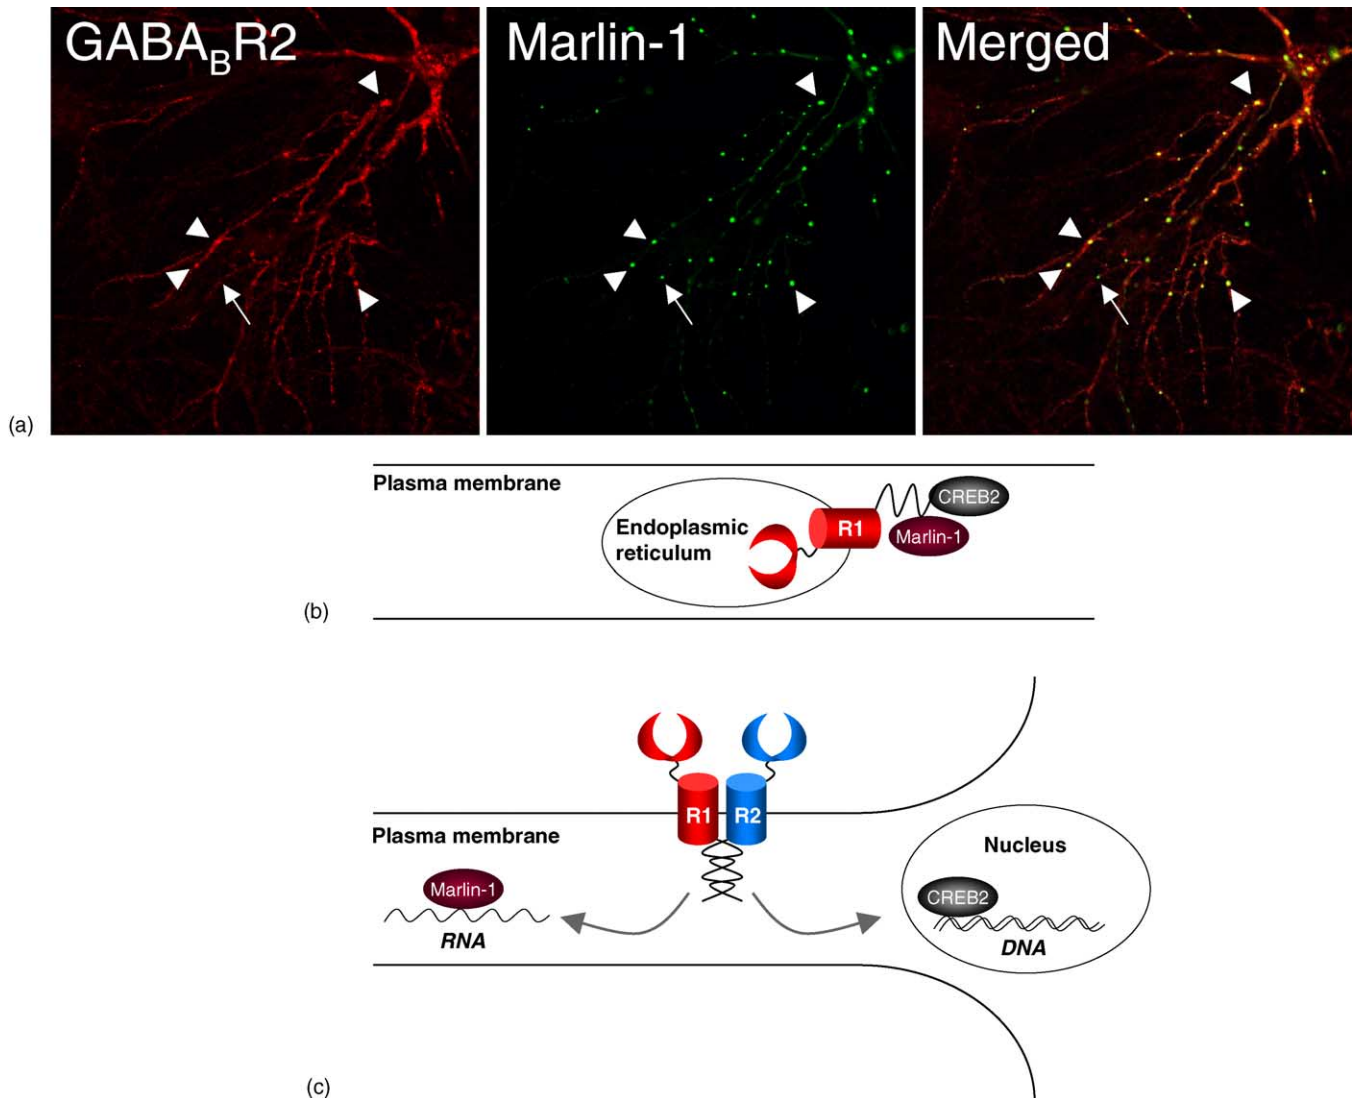 GABABR2
Marlin-1
Merged
(a)
Plasma membrane
Endoplasmic
reticulum
R1
CREB2
Marlin-1
(b)
R1
R2
Plasma membrane
Nucleus
Marlin-1
CREB2
RNA
DNA
(c)